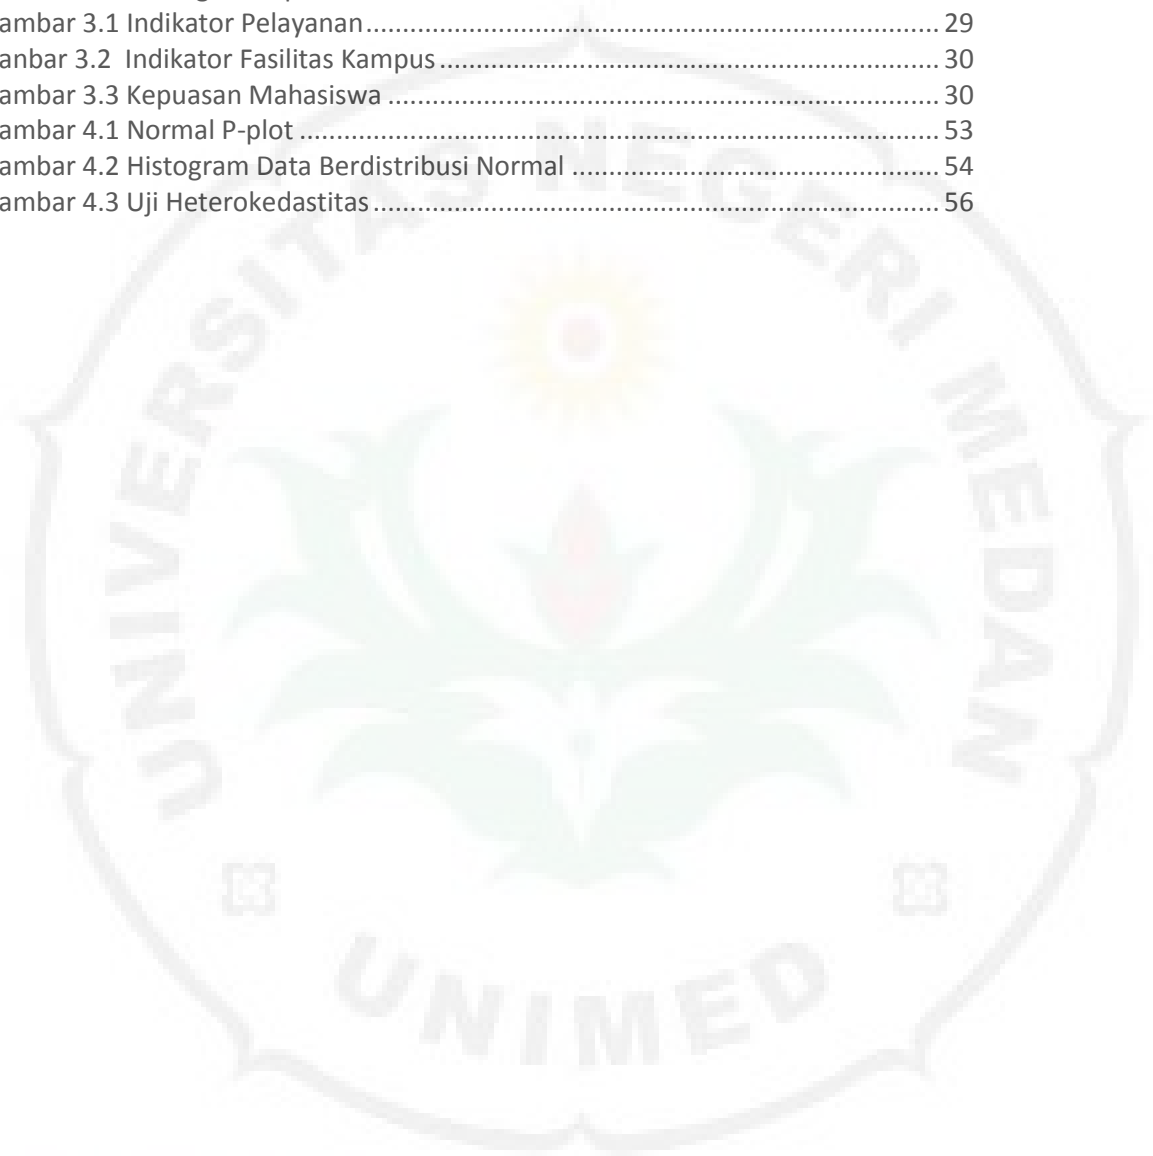 ambar 3.1 Indikator Pelayanan........................................................................... 29
anbar 3.2  Indikator Fasilitas Kampus................................................................. 30
ambar 3.3 Kepuasan Mahasiswa........................................................................ 30
ambar 4.1 Normal P-plot.................................................................................... 53
ambar 4.2 Histogram Data Berdistribusi Normal................................................ 54
ambar 4.3 Uji Heterokedastitas.......................................................................... 56
UNIVERSITAS NEGERI MEDAN
UNIMED